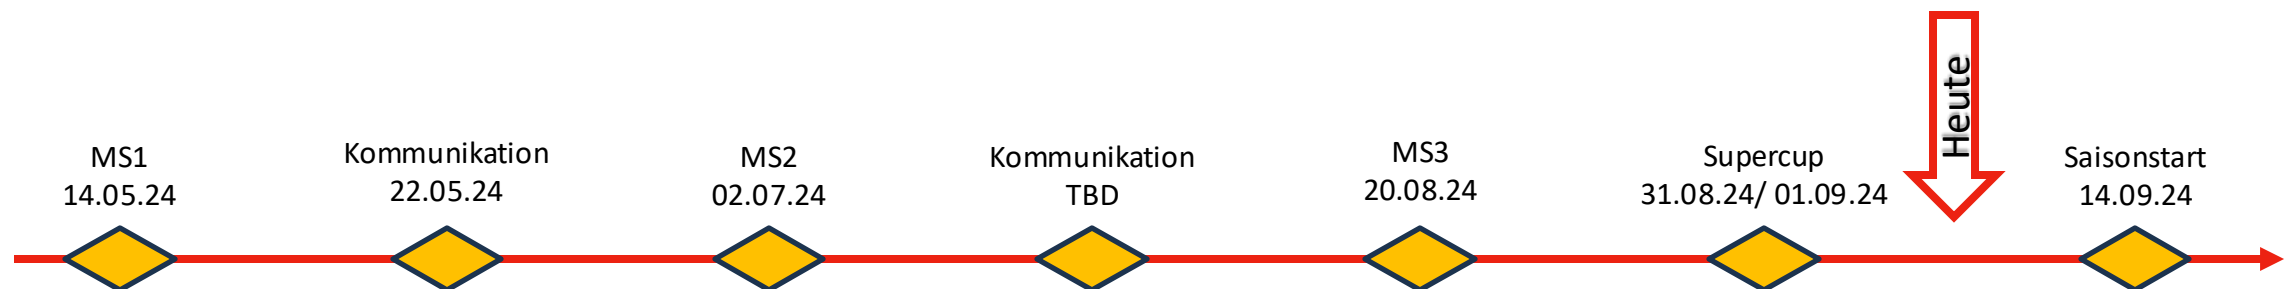 MS1
14.05.24
Kommunikation
22.05.24
MS2
02.07.24
Kommunikation
TBD
MS3
20.08.24
Supercup
31.08.24/ 01.09.24
Heute
Saisonstart
14.09.24